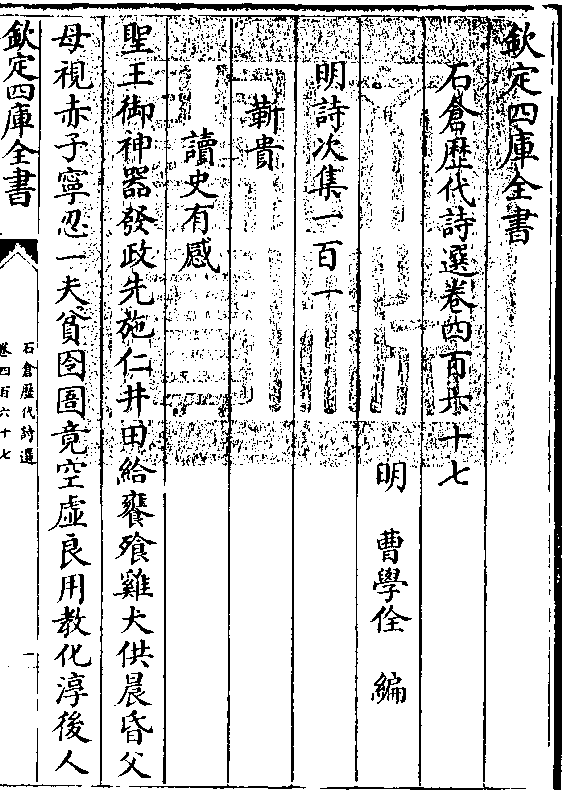 欽定四庫全書
石倉歷代詩選卷四百六十七
明　曹學佺　編
明詩次集一百一
靳貴
讀史有感
聖王御神器發政先施仁井田給饔飱雞犬供晨昏父
母視赤子寧忍一夫貧囹圄竟空虛良用教化淳後人
欽定四庫全書
石倉歷代詩選
卷四百六十七
一